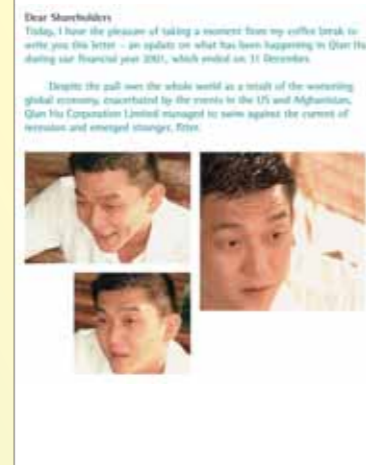 Dear Shareholders
Today, I have the pleasure of taking a moment from my coffee break to
write you this letter – an update on what has been happening in Qian Hu
during our financial year 2001, which ended on 31 December.
Despite the pall over the whole world as a result of the worsening
global economy, exacerbated by the events in the US and Afghanistan,
Qian Hu Corporation Limited managed to swim against the current of
recession and emerged stronger, fitter.